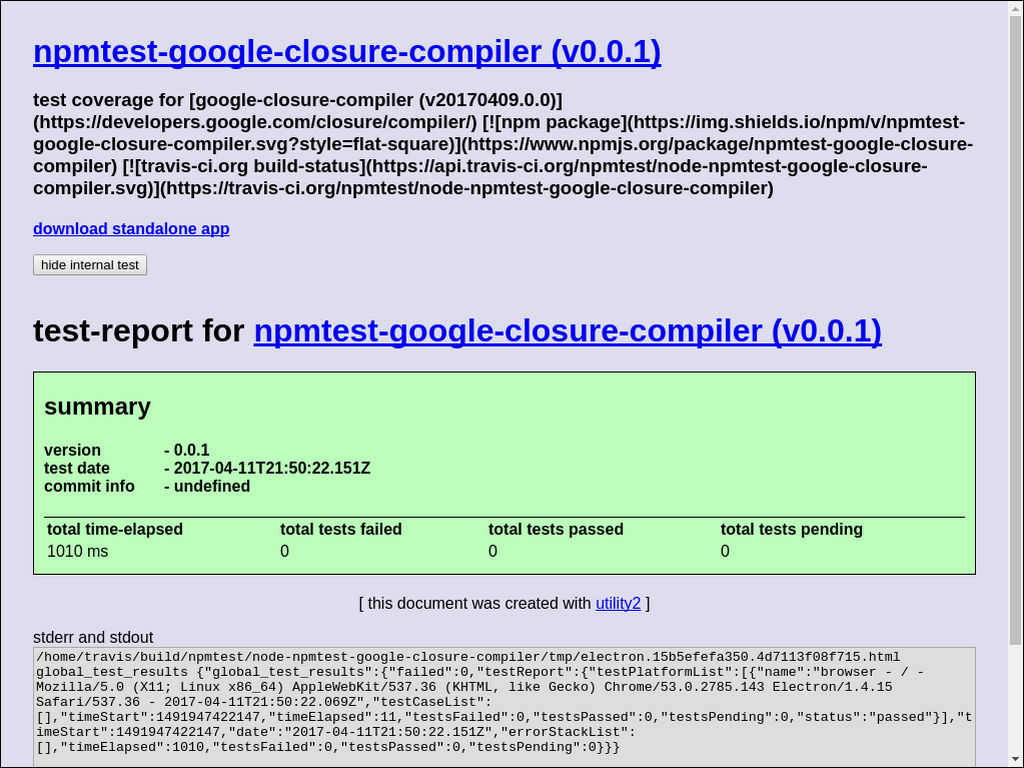 npmtest-google-closure-compiler (v0.0.1)
test coverage for [google-closure-compiler (v20170409.0.0)]
(https://developers.google.com/closure/compiler/) [![npm package](https://img.shields.io/npm/v/npmtest-
google-closure-compiler.svg?style=flat-square)](https://www.npmjs.org/package/npmtest-google-closure-
compiler) [![travis-ci.org build-status](https://api.travis-ci.org/npmtest/node-npmtest-google-closure-
compiler.svg)](https://travis-ci.org/npmtest/node-npmtest-google-closure-compiler)
download standalone app
hide internal test
test-report for npmtest-google-closure-compiler (v0.0.1)
summary
version - 0.0.1
test date - 2017-04-11T21:50:22.151Z
commit info - undefined
total time-elapsed total tests failed total tests passed total tests pending
1010 ms 0 0 0
[ this document was created with utility2 ]
stderr and stdout
/home/travis/build/npmtest/node-npmtest-google-closure-compiler/tmp/electron.15b5efefa350.4d7113f08f715.html
global_test_results {"global_test_results":{"failed":0,"testReport":{"testPlatformList":[{"name":"browser - / -
Mozilla/5.0 (X11; Linux x86_64) AppleWebKit/537.36 (KHTML, like Gecko) Chrome/53.0.2785.143 Electron/1.4.15
Safari/537.36 - 2017-04-11T21:50:22.069Z","testCaseList":
[],"timeStart":1491947422147,"timeElapsed":11,"testsFailed":0,"testsPassed":0,"testsPending":0,"status":"passed"}],"t
imeStart":1491947422147,"date":"2017-04-11T21:50:22.151Z","errorStackList":
[],"timeElapsed":1010,"testsFailed":0,"testsPassed":0,"testsPending":0}}}